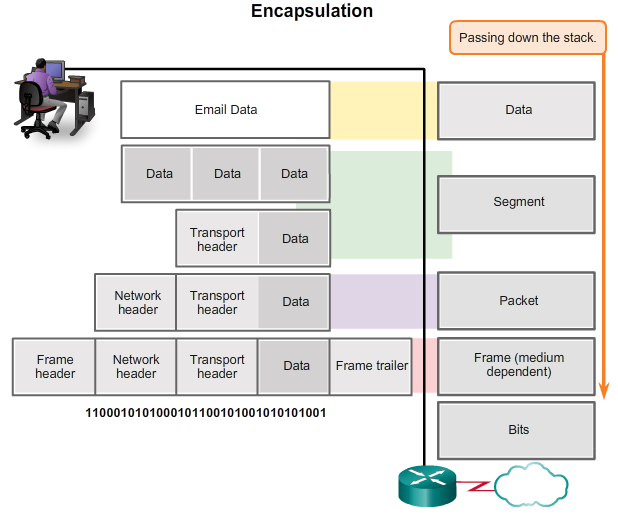 Encapsulation
Passing down the stack.
Email Data
Data
Data Data Data
Segment
Transport
header
Data
Network
header
Transport
header
Data
Packet
Frame
header
Network
header
Transport
header
Data
Frame trailer
Frame (medium
dependent)
1100010101000101100101001010101001
Bits